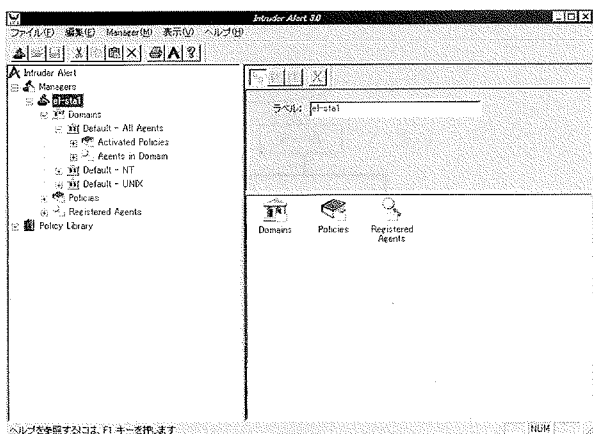 Intruder Alert 3.0
ファイル(F) 編集(E) Manager(M) 表示(V) ヘルプ(H)
Intruder Alert
Managers
el-sta1
Domains
Default - All Agents
Activated Policies
Agents in Domain
Default - NT
Default - UNIX
Policies
Registered Agents
Policy Library
ラベル: el-sta1
Domains
Policies
Registered Agents
ヘルプを参照するには、F1 キーを押します
NUM